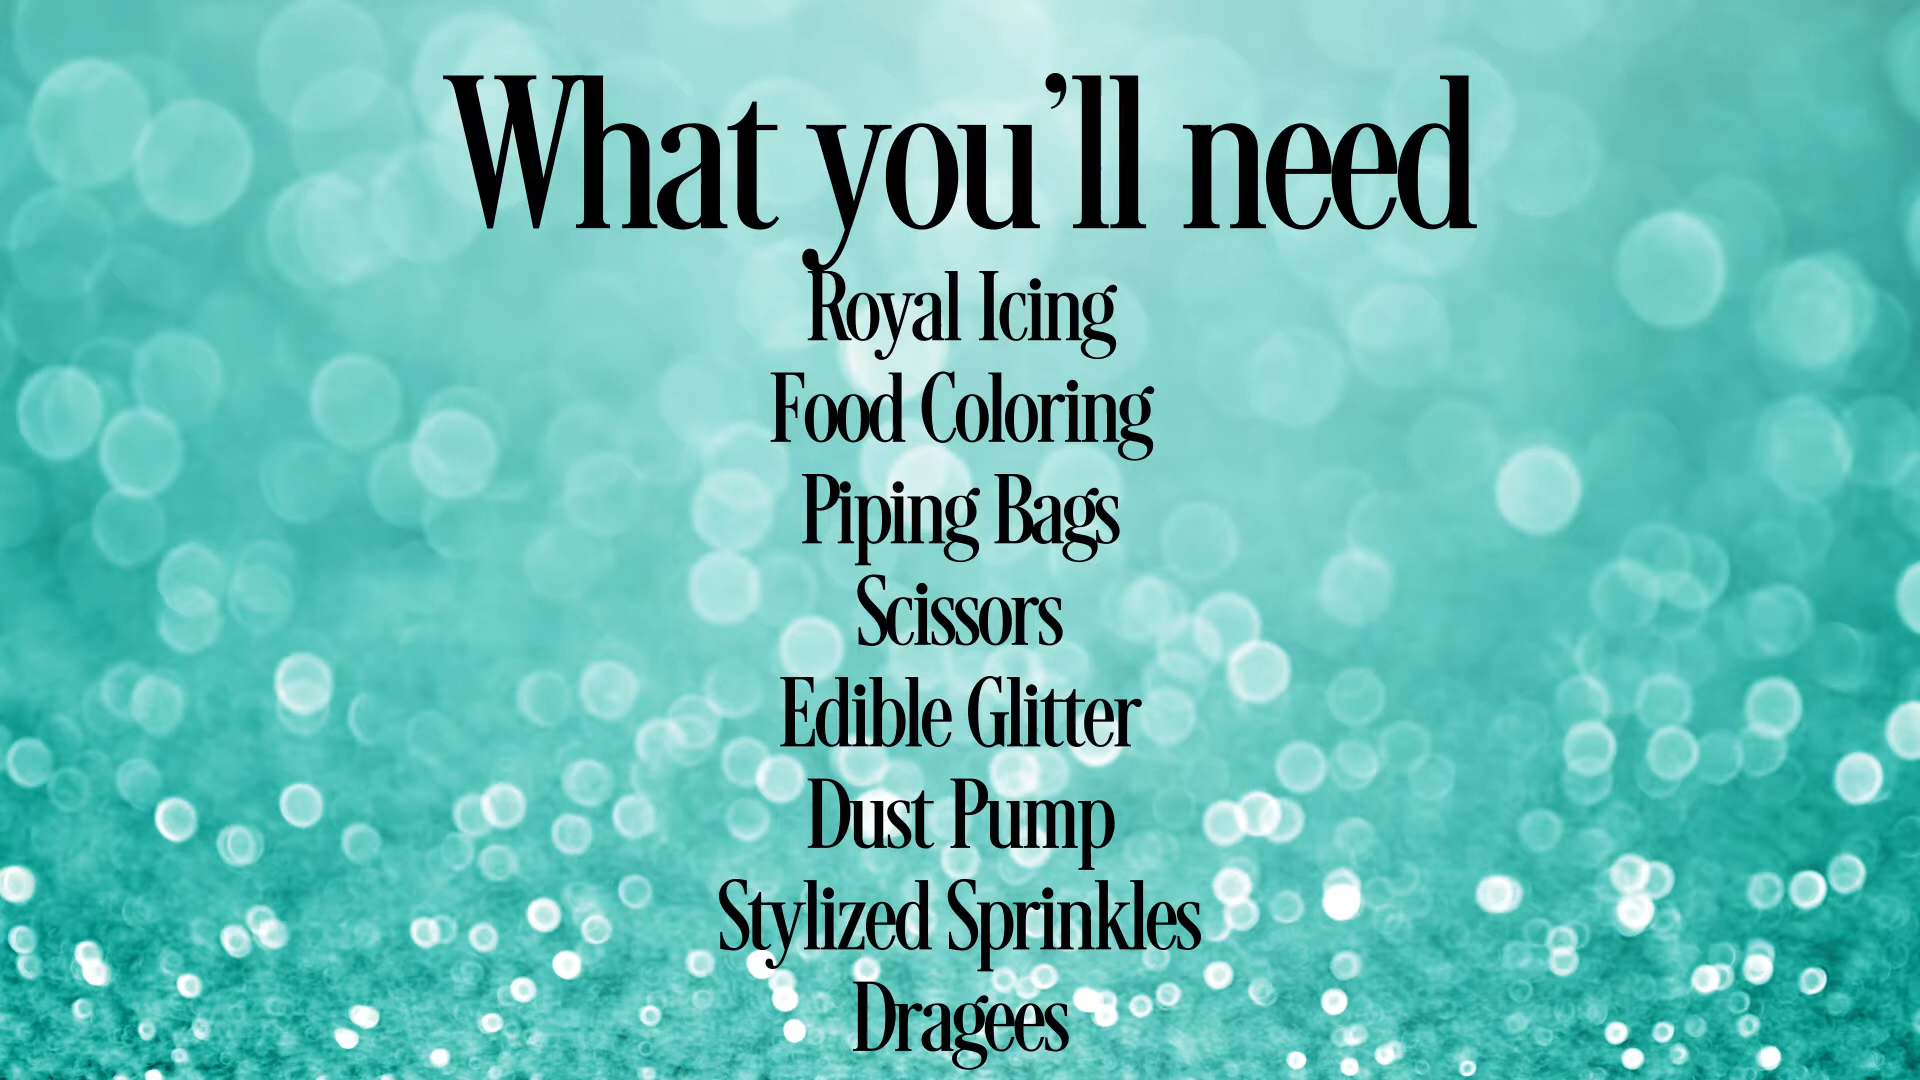 What you’ll need
Royal Icing
Food Coloring
Piping Bags
Scissors
Edible Glitter
Dust Pump
Stylized Sprinkles
Dragees